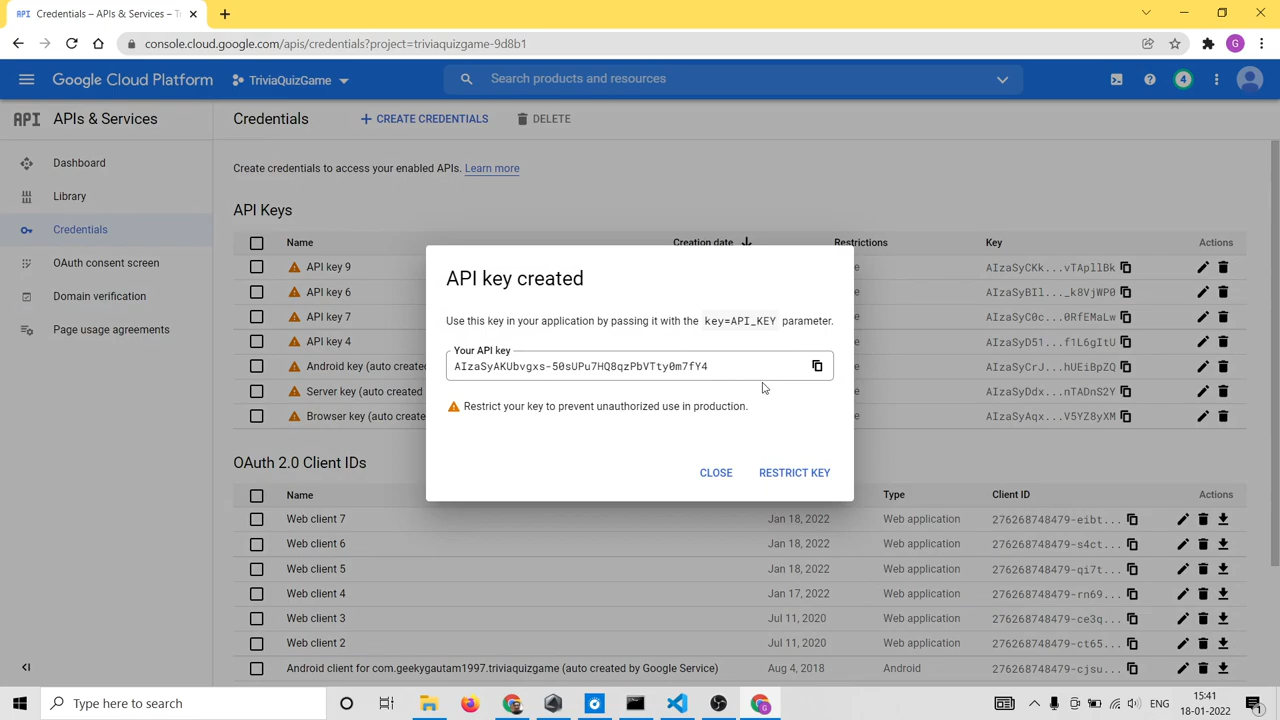 API Credentials – APIs & Services – T
console.cloud.google.com/apis/credentials?project=triviaquizgame-9d8b1
G
Google Cloud Platform
TriviaQuizGame
Search products and resources
4
API APIs & Services
Credentials
CREATE CREDENTIALS
DELETE
Dashboard
Library
Credentials
OAuth consent screen
Domain verification
Page usage agreements
Create credentials to access your enabled APIs. Learn more
API Keys
Name Creation date Restrictions Key Actions
API key 9 AIzaSyCKk...vTApllBk
API key 6 AIzaSyBIl..._k8VjWP0
API key 7 AIzaSyC0c...0RfEMaLw
API key 4 AIzaSyD51...f1L6gItU
Android key (auto create AIzaSyCrJ...hUEiBpZQ
Server key (auto created AIzaSyDdx...nTADnS2Y
Browser key (auto create AIzaSyAqx...V5YZ8yXM
API key created
Use this key in your application by passing it with the key=API_KEY parameter.
Your API key
AIzaSyAKUbvgxs-50sUPu7HQ8qzPbVTty0m7fY4
Restrict your key to prevent unauthorized use in production.
CLOSE RESTRICT KEY
OAuth 2.0 Client IDs
Name Type Client ID Actions
Web client 7 Jan 18, 2022 Web application 276268748479-eibt...
Web client 6 Jan 18, 2022 Web application 276268748479-s4ct...
Web client 5 Jan 18, 2022 Web application 276268748479-qi7t...
Web client 4 Jan 17, 2022 Web application 276268748479-rn69...
Web client 3 Jul 11, 2020 Web application 276268748479-ce3q...
Web client 2 Jul 11, 2020 Web application 276268748479-ct65...
Android client for com.geekygautam1997.triviaquizgame (auto created by Google Service) Aug 4, 2018 Android 276268748479-cjsu...
Type here to search
ENG
15:41
18-01-2022
1